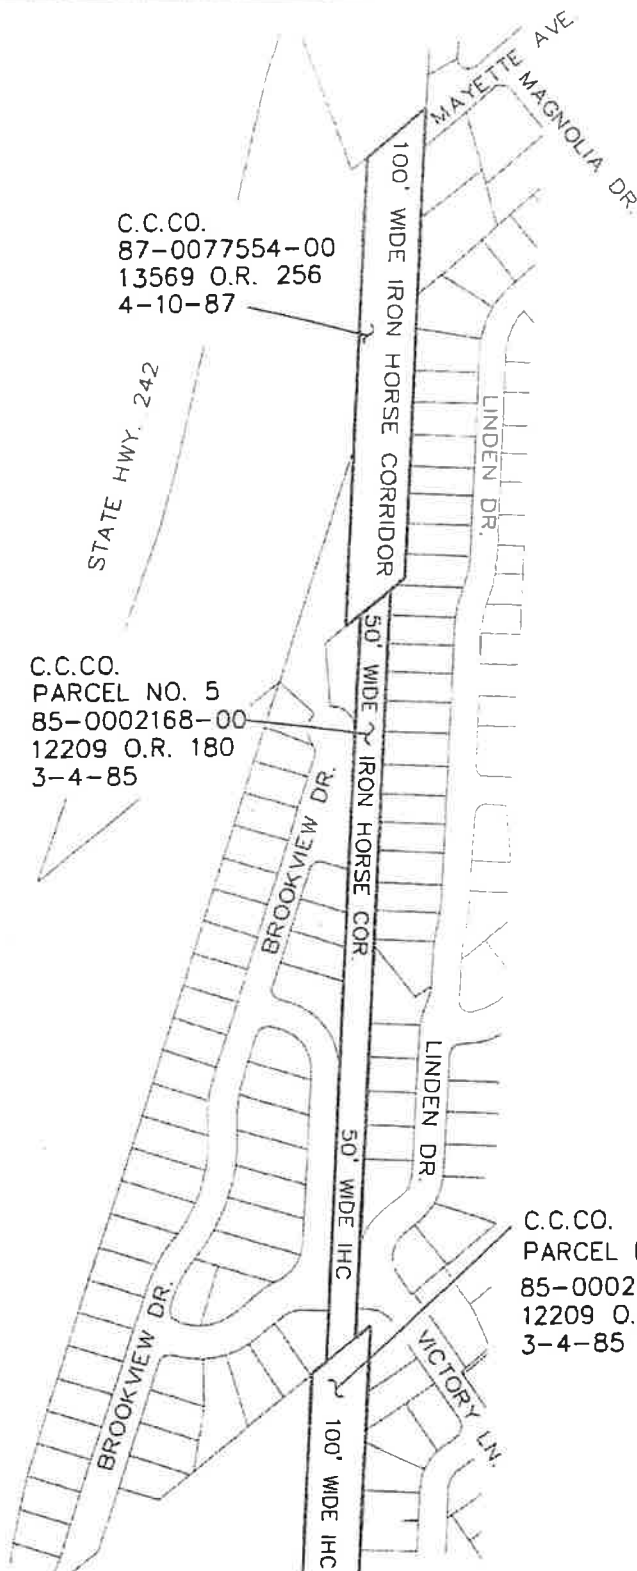 MAYETTE AVE.
MAGNOLIA DR.
100' WIDE IRON HORSE CORRIDOR
C.C.CO.
87-0077554-00
13569 O.R. 256
4-10-87
STATE HWY. 242
LINDEN DR.
C.C.CO.
PARCEL NO. 5
85-0002168-00
12209 O.R. 180
3-4-85
50' WIDE IRON HORSE COR
BROOKVIEW DR.
LINDEN DR.
50' WIDE IHC
C.C.CO.
PARCEL
85-0002
12209 O.
3-4-85
BROOKVIEW DR.
VICTORY LN.
100' WIDE IHC